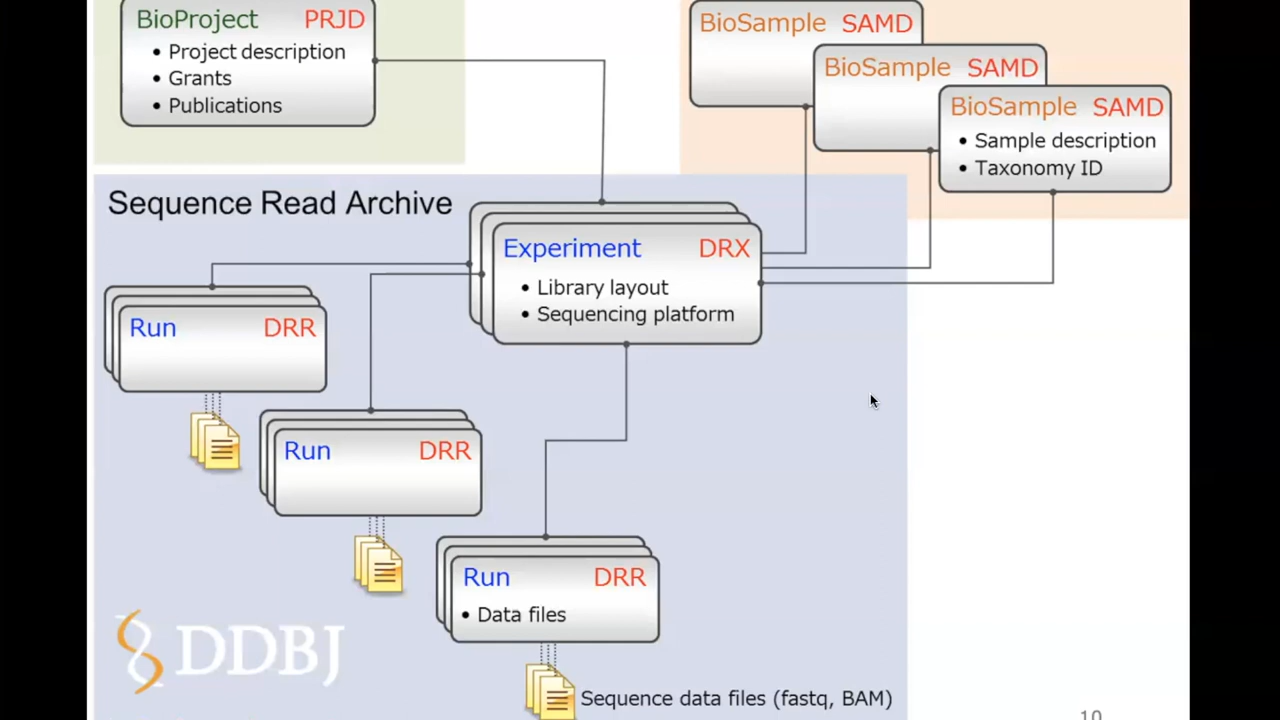 BioProject PRJD
• Project description
• Grants
• Publications
BioSample SAMD
BioSample SAMD
BioSample SAMD
• Sample description
• Taxonomy ID
Sequence Read Archive
Experiment DRX
• Library layout
• Sequencing platform
Run DRR
Run DRR
Run DRR
• Data files
DDBJ
Sequence data files (fastq, BAM)
10